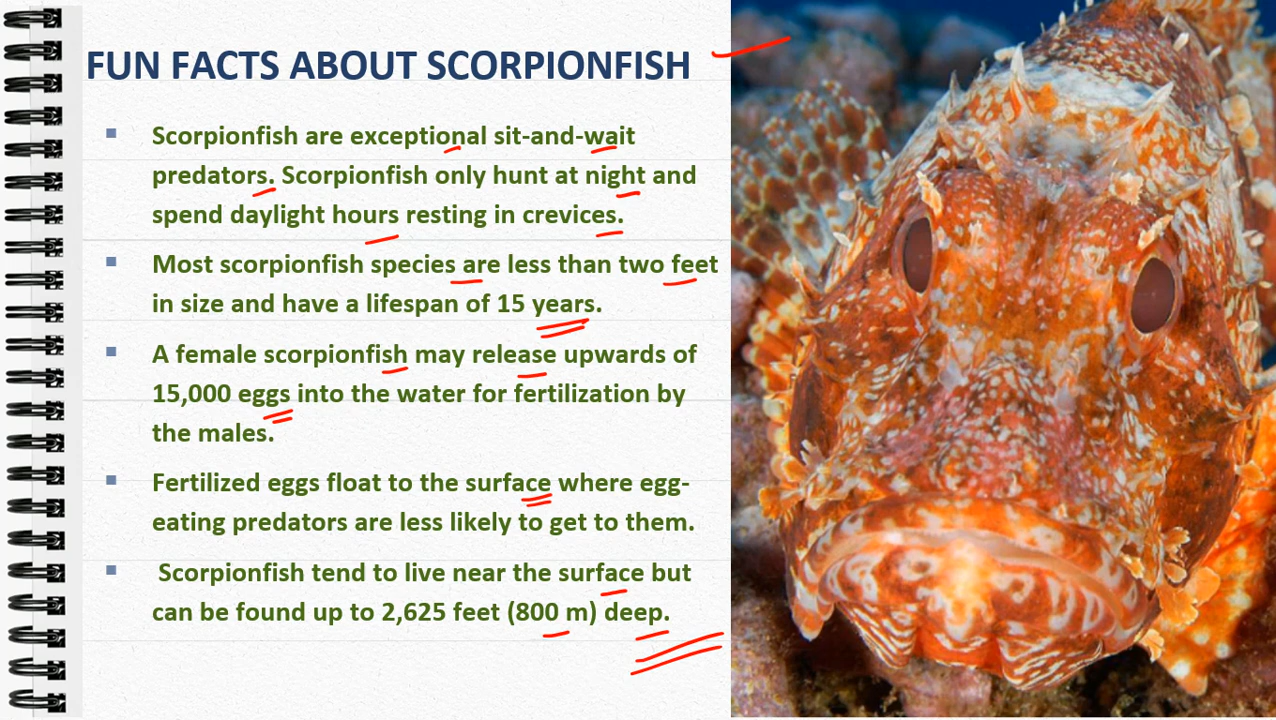 FUN FACTS ABOUT SCORPIONFISH
▪ Scorpionfish are exceptional sit-and-wait
predators. Scorpionfish only hunt at night and
spend daylight hours resting in crevices.
▪ Most scorpionfish species are less than two feet
in size and have a lifespan of 15 years.
▪ A female scorpionfish may release upwards of
15,000 eggs into the water for fertilization by
the males.
▪ Fertilized eggs float to the surface where egg-
eating predators are less likely to get to them.
▪ Scorpionfish tend to live near the surface but
can be found up to 2,625 feet (800 m) deep.